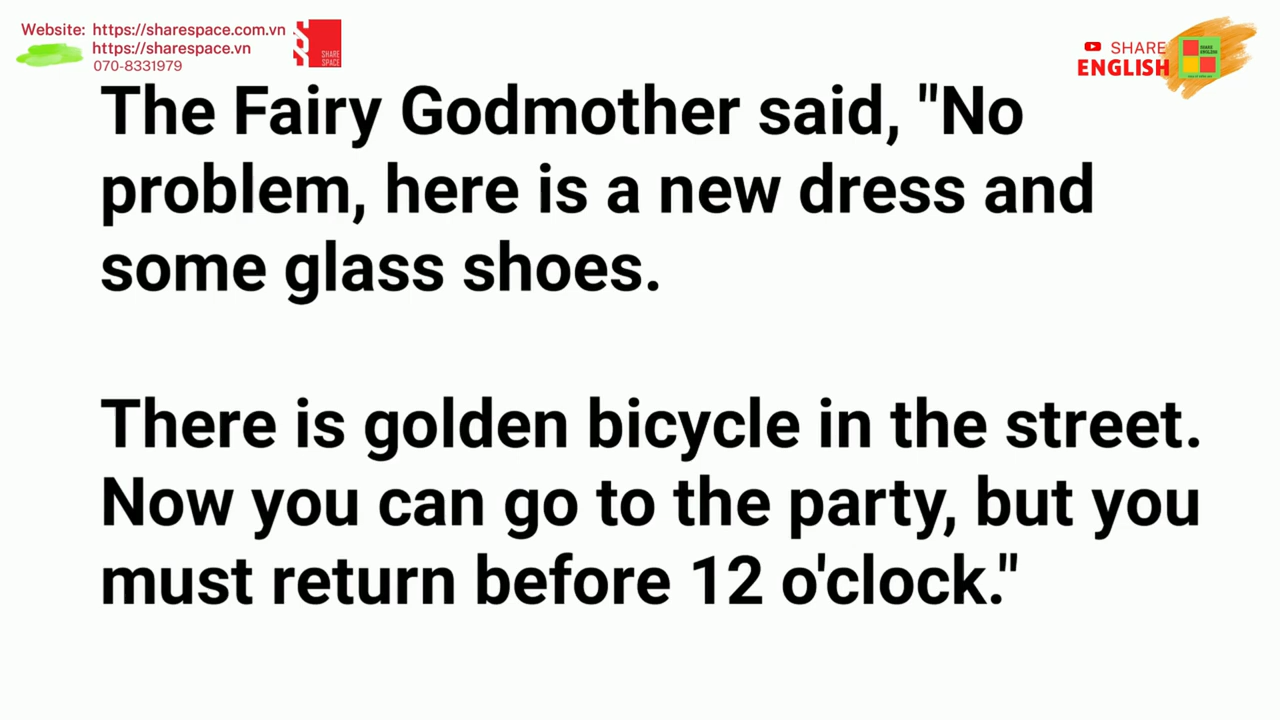 Website: https://sharespace.com.vn
https://sharespace.vn
070-8331979
SHARE
SPACE
SHARE
ENGLISH
The Fairy Godmother said, "No
problem, here is a new dress and
some glass shoes.
There is golden bicycle in the street.
Now you can go to the party, but you
must return before 12 o'clock."